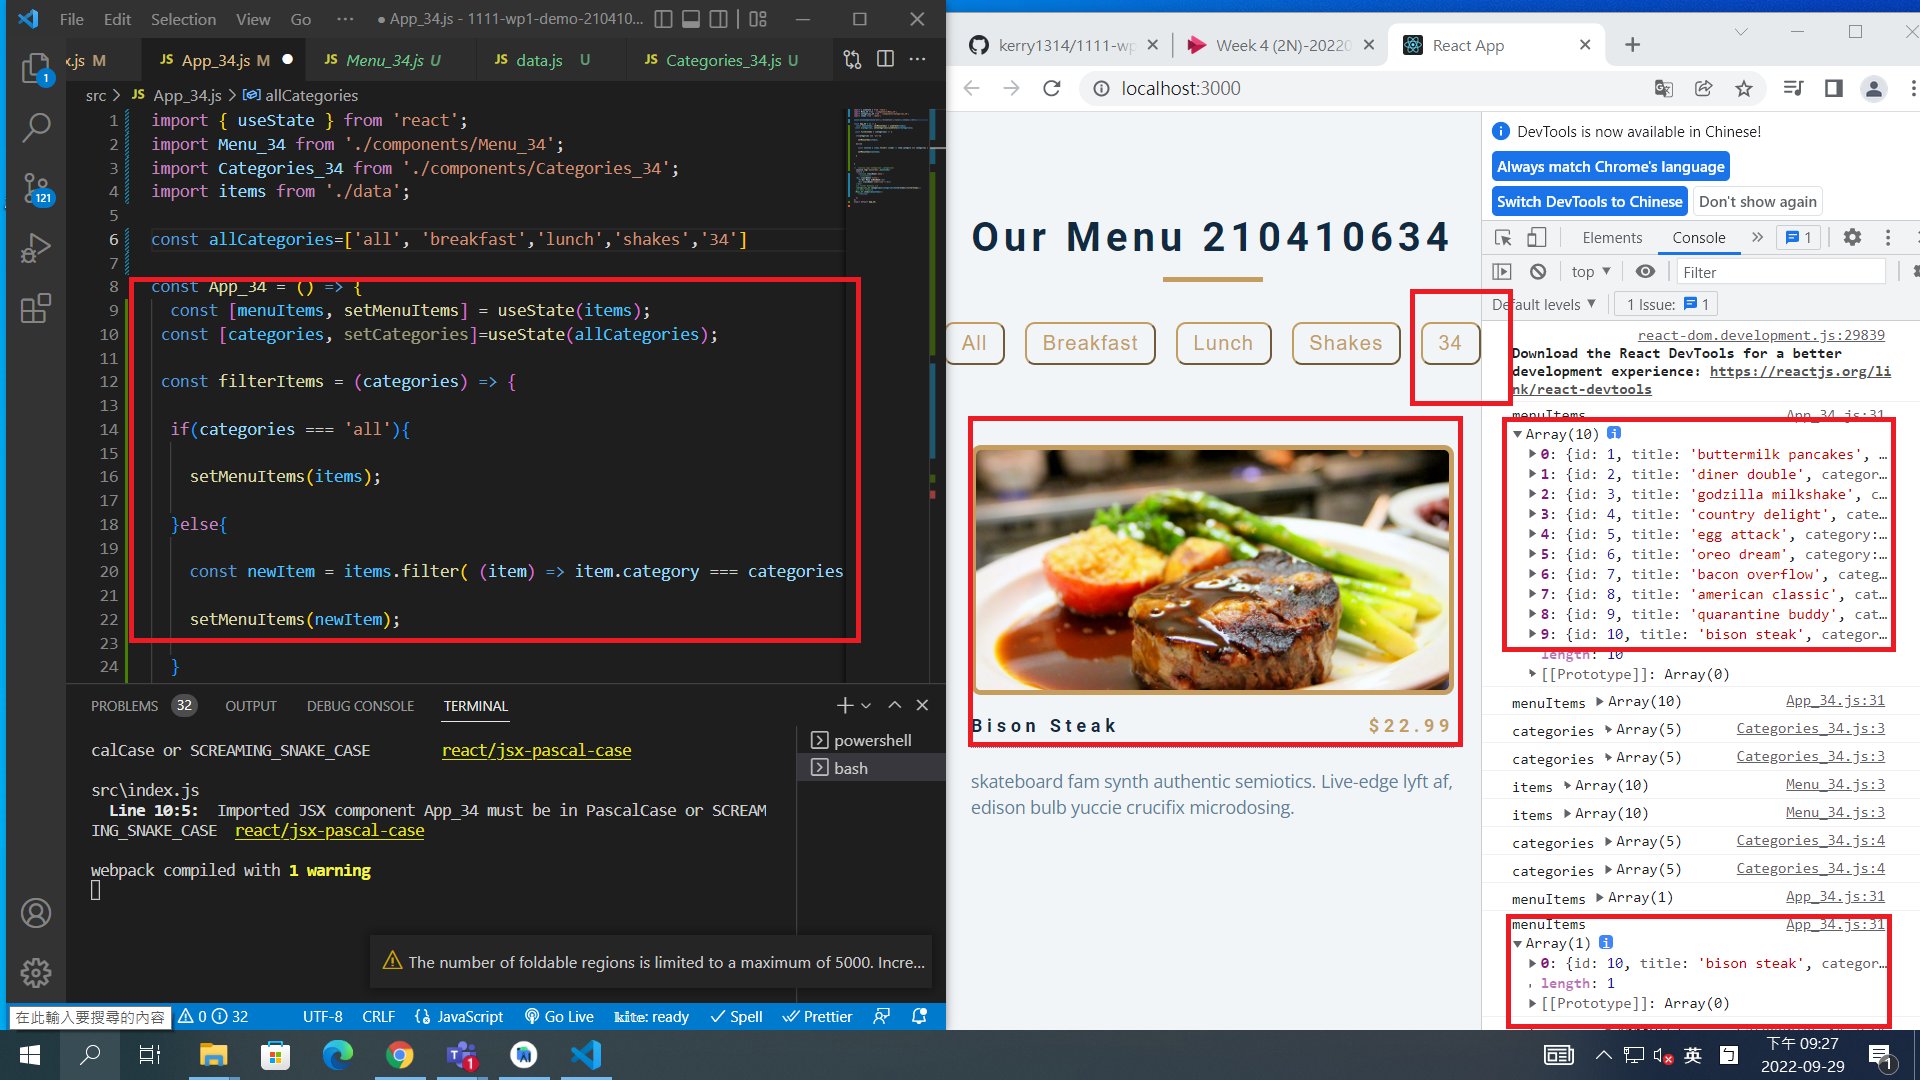 File Edit Selection View Go ··· ● App_34.js - 1111-wp1-demo-210410...
x.js M JS App_34.js M JS Menu_34.js U JS data.js U JS Categories_34.js U
src > JS App_34.js > allCategories
1 import { useState } from 'react';
2 import Menu_34 from './components/Menu_34';
3 import Categories_34 from './components/Categories_34';
4 import items from './data';
5
6 const allCategories=['all', 'breakfast','lunch','shakes','34']
7
8 const App_34 = () => {
9 const [menuItems, setMenuItems] = useState(items);
10 const [categories, setCategories]=useState(allCategories);
11
12 const filterItems = (categories) => {
13
14 if(categories === 'all'){
15
16 setMenuItems(items);
17
18 }else{
19
20 const newItem = items.filter( (item) => item.category === categories
21
22 setMenuItems(newItem);
23
24 }
1
121
PROBLEMS 32 OUTPUT DEBUG CONSOLE TERMINAL
calCase or SCREAMING_SNAKE_CASE react/jsx-pascal-case
src\index.js
Line 10:5: Imported JSX component App_34 must be in PascalCase or SCREAM
ING_SNAKE_CASE react/jsx-pascal-case
webpack compiled with 1 warning
powershell
bash
The number of foldable regions is limited to a maximum of 5000. Incre...
在此輸入要搜尋的內容 0 32 UTF-8 CRLF JavaScript Go Live kite: ready Spell Prettier
kerry1314/1111-wp Week 4 (2N)-20220 React App
localhost:3000
Our Menu 210410634
All Breakfast Lunch Shakes 34
Bison Steak $22.99
skateboard fam synth authentic semiotics. Live-edge lyft af,
edison bulb yuccie crucifix microdosing.
DevTools is now available in Chinese!
Always match Chrome's language
Switch DevTools to Chinese Don't show again
Elements Console » 1
top Filter
Default levels 1 Issue: 1
react-dom.development.js:29839
Download the React DevTools for a better
development experience: https://reactjs.org/li
nk/react-devtools
menuItems App_34.js:31
Array(10)
0: {id: 1, title: 'buttermilk pancakes', …
1: {id: 2, title: 'diner double', categor…
2: {id: 3, title: 'godzilla milkshake', c…
3: {id: 4, title: 'country delight', cate…
4: {id: 5, title: 'egg attack', category:…
5: {id: 6, title: 'oreo dream', category:…
6: {id: 7, title: 'bacon overflow', categ…
7: {id: 8, title: 'american classic', cat…
8: {id: 9, title: 'quarantine buddy', cat…
9: {id: 10, title: 'bison steak', categor…
length: 10
[[Prototype]]: Array(0)
menuItems Array(10) App_34.js:31
categories Array(5) Categories_34.js:3
categories Array(5) Categories_34.js:3
items Array(10) Menu_34.js:3
items Array(10) Menu_34.js:3
categories Array(5) Categories_34.js:4
categories Array(5) Categories_34.js:4
menuItems Array(1) App_34.js:31
menuItems App_34.js:31
Array(1)
0: {id: 10, title: 'bison steak', categor…
length: 1
[[Prototype]]: Array(0)
1
英 ㄅ
下午 09:27
2022-09-29
1